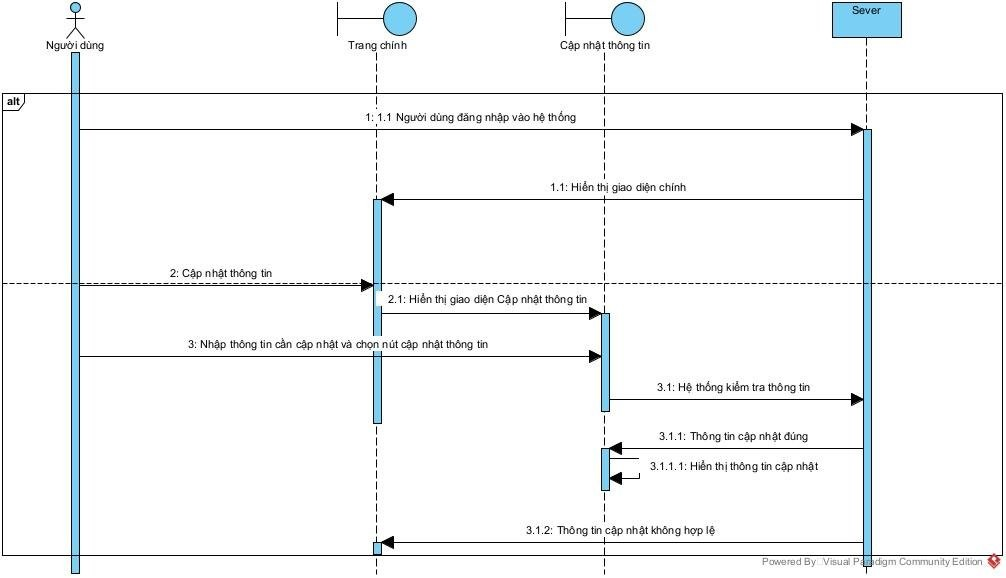 Người dùng
Trang chính
Cập nhật thông tin
Sever
alt
1: 1.1 Người dùng đăng nhập vào hệ thống
1.1: Hiển thị giao diện chính
2: Cập nhật thông tin
2.1: Hiển thị giao diện Cập nhật thông tin
3: Nhập thông tin cần cập nhật và chọn nút cập nhật thông tin
3.1: Hệ thống kiểm tra thông tin
3.1.1: Thông tin cập nhật đúng
3.1.1.1: Hiển thị thông tin cập nhật
3.1.2: Thông tin cập nhật không hợp lệ
Powered By Visual Paradigm Community Edition